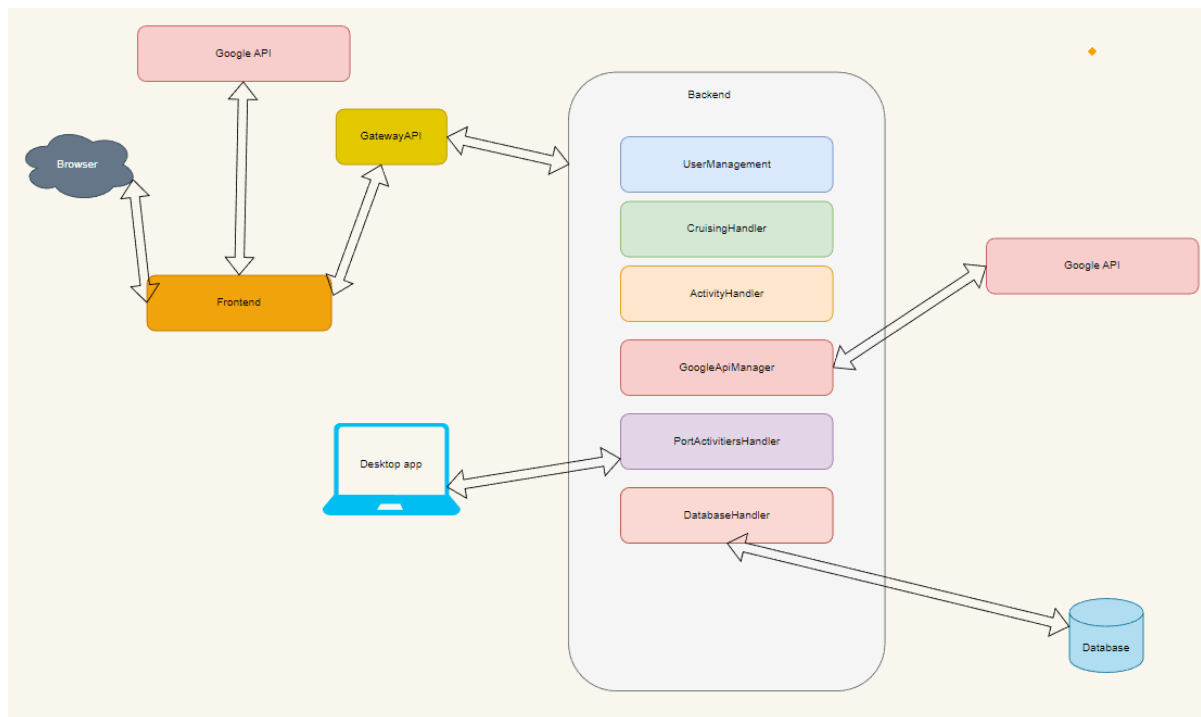 Google API
Backend
GatewayAPI
Browser
UserManagement
CruisingHandler
Google API
ActivityHandler
Frontend
GoogleApiManager
PortActivitiersHandler
Desktop app
DatabaseHandler
Database